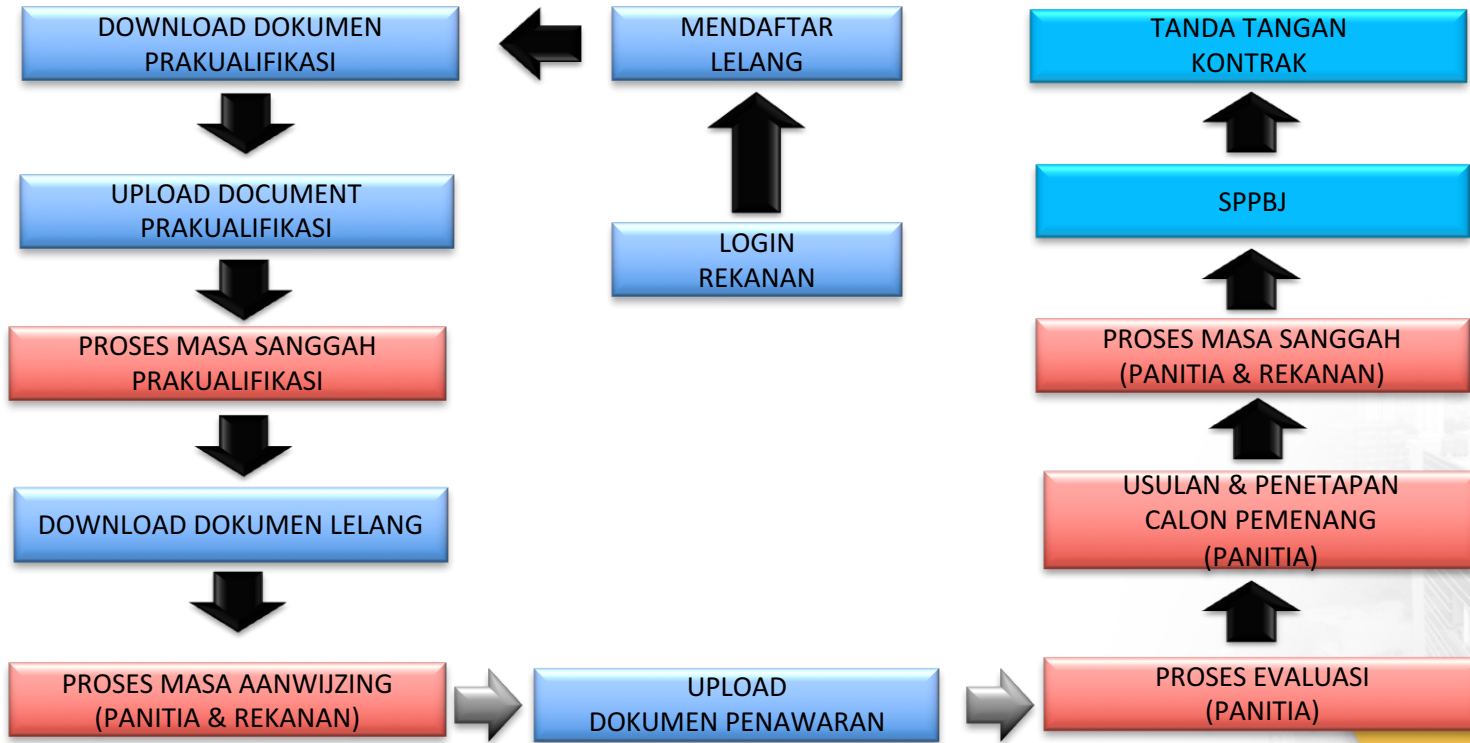 DOWNLOAD DOKUMEN
PRAKUALIFIKASI
MENDAFTAR
LELANG
TANDA TANGAN
KONTRAK
UPLOAD DOCUMENT
PRAKUALIFIKASI
LOGIN
REKANAN
SPPBJ
PROSES MASA SANGGAH
PRAKUALIFIKASI
PROSES MASA SANGGAH
(PANITIA & REKANAN)
DOWNLOAD DOKUMEN LELANG
USULAN & PENETAPAN
CALON PEMENANG
(PANITIA)
PROSES MASA AANWIJZING
(PANITIA & REKANAN)
UPLOAD
DOKUMEN PENAWARAN
PROSES EVALUASI
(PANITIA)